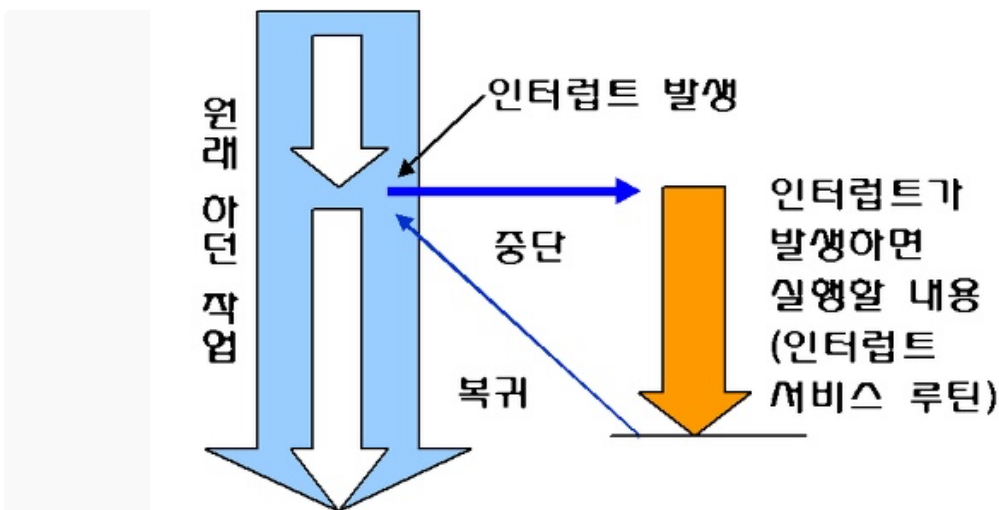 원래 하던 작업
인터럽트 발생
중단
복귀
인터럽트가
발생하면
실행할 내용
(인터럽트
서비스 루틴)